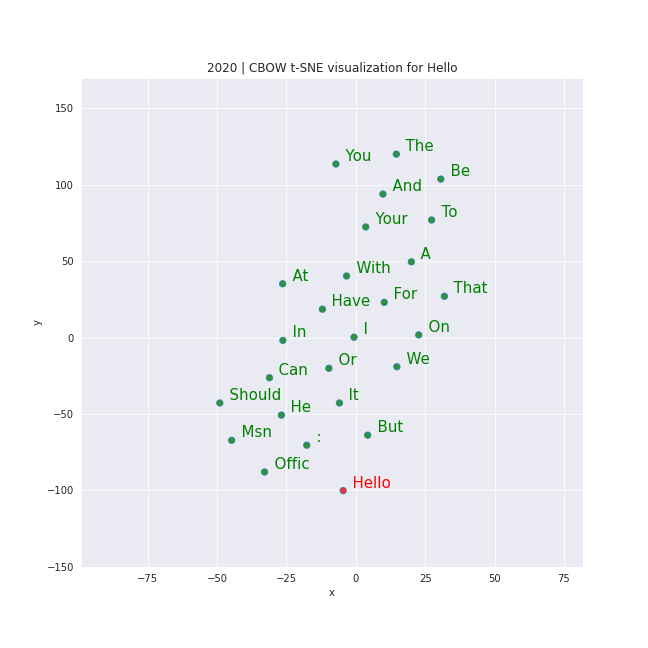 2020 | CBOW t-SNE visualization for Hello
150
100
50
0
−50
−100
−150
y
You
The
Be
And
Your
To
A
With
At
For
That
Have
In
I
On
Or
We
Can
Should
He
It
Msn
:
But
Offic
Hello
−75
−50
−25
0
25
50
75
x